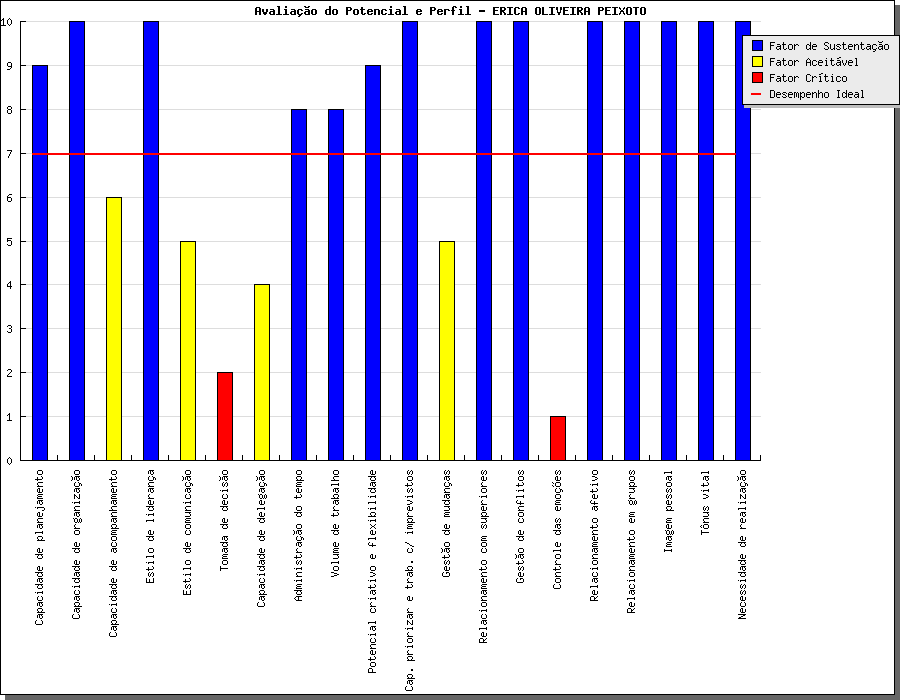 Avaliação do Potencial e Perfil - ERICA OLIVEIRA PEIXOTO
Fator de Sustentação
Fator Aceitável
Fator Crítico
Desempenho Ideal
10
9
8
7
6
5
4
3
2
1
0
Capacidade de planejamento
Capacidade de organização
Capacidade de acompanhamento
Estilo de liderança
Estilo de comunicação
Tomada de decisão
Capacidade de delegação
Administração do tempo
Volume de trabalho
Potencial criativo e flexibilidade
Cap. priorizar e trab. c/ imprevistos
Gestão de mudanças
Relacionamento com superiores
Gestão de conflitos
Controle das emoções
Relacionamento afetivo
Relacionamento em grupos
Imagem pessoal
Tônus vital
Necessidade de realização